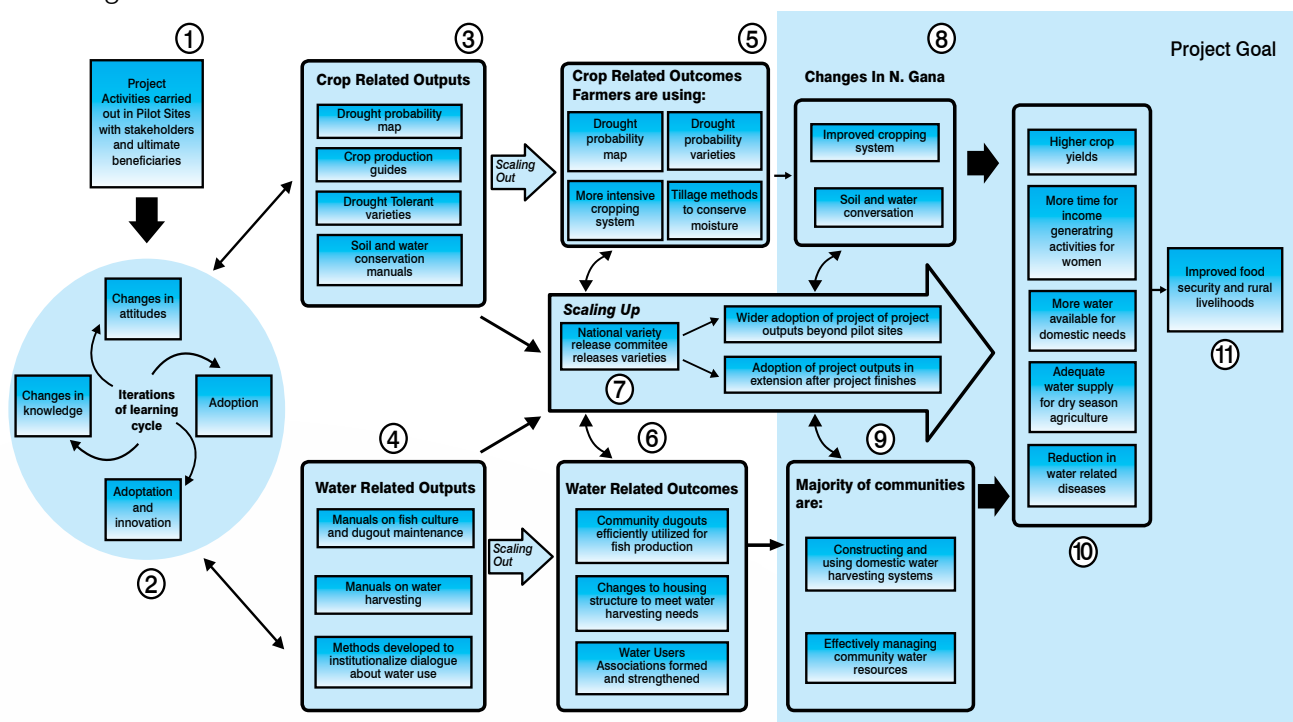 ①
Project
Activities carried
out in Pilot Sites
with stakeholders
and ultimate
beneficiaries
②
Changes in
attitudes
Changes in
knowledge
Iterations
of learning
cycle
Adoption
Adoptation
and
innovation
③
Crop Related Outputs
Drought probability
map
Crop production
guides
Drought Tolerant
varieties
Soil and water
conservation
manuals
Scaling
Out
④
Water Related Outputs
Manuals on fish culture
and dugout maintenance
Manuals on water
harvesting
Methods developed to
institutionalize dialogue
about water use
Scaling
Out
⑤
Crop Related Outcomes
Farmers are using:
Drought
probability
map
Drought
probability
varieties
More intensive
cropping
system
Tillage methods
to conserve
moisture
Scaling Up
National variety
release commitee
releases varieties
⑦
Wider adoption of project of project
outputs beyond pilot sites
Adoption of project outputs in
extension after project finishes
⑥
Water Related Outcomes
Community dugouts
efficiently utilized for
fish production
Changes to housing
structure to meet water
harvesting needs
Water Users
Associations formed
and strengthened
⑧
Changes In N. Gana
Improved cropping
system
Soil and water
conversation
⑨
Majority of communities
are:
Constructing and
using domestic water
harvesting systems
Effectively managing
community water
resources
Project Goal
Higher crop
yields
More time for
income
generatring
activities for
women
More water
available for
domestic needs
Adequate
water supply
for dry season
agriculture
Reduction in
water related
diseases
⑩
Improved food
security and rural
livelihoods
⑪